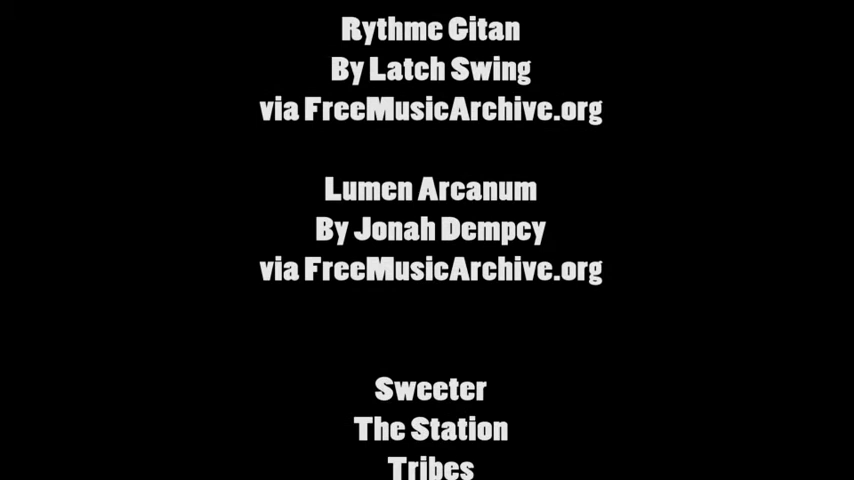 Rythme Gitan
By Latch Swing
via FreeMusicArchive.org
Lumen Arcanum
By Jonah Dempcy
via FreeMusicArchive.org
Sweeter
The Station
Tribes